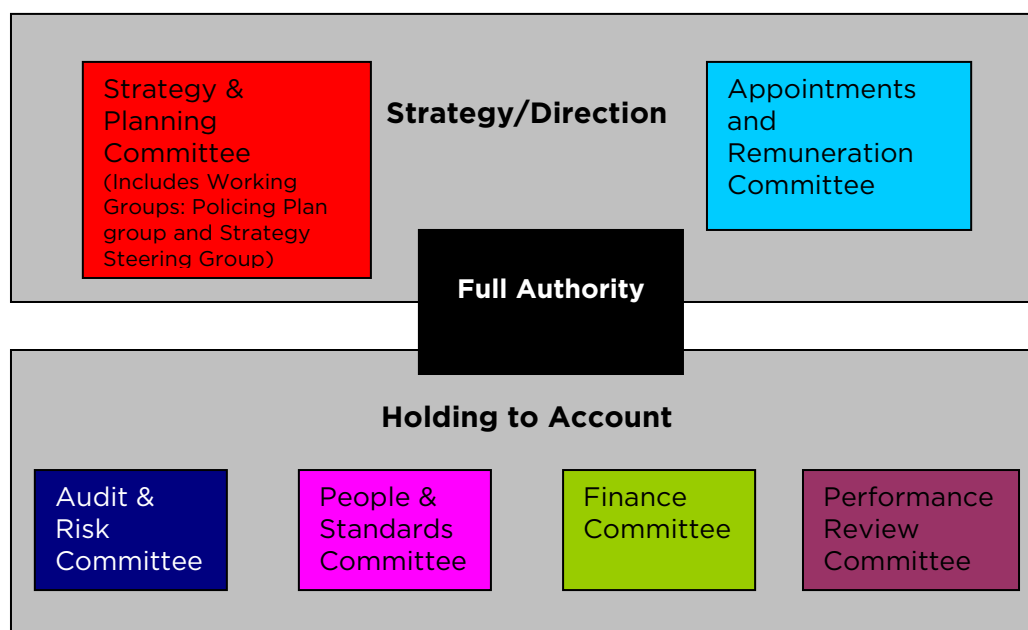 Strategy &
Planning
Committee
(Includes Working
Groups: Policing Plan
group and Strategy
Steering Group)
Strategy/Direction
Appointments
and
Remuneration
Committee
Full Authority
Holding to Account
Audit &
Risk
Committee
People &
Standards
Committee
Finance
Committee
Performance
Review
Committee